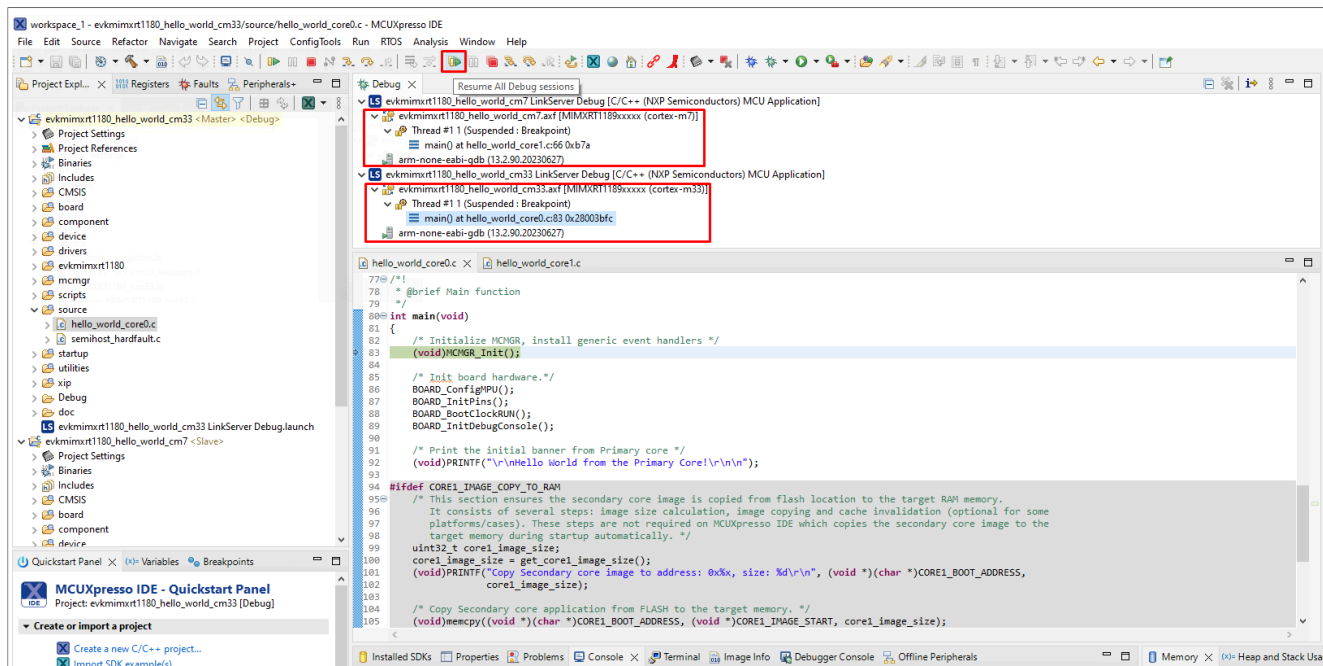 workspace_1 - evkmimxrt1180_hello_world_cm33/source/hello_world_core0.c - MCUXpresso IDE
File Edit Source Refactor Navigate Search Project ConfigTools Run RTOS Analysis Window Help
Resume All Debug sessions
Project Expl... Registers Faults Peripherals+
evkmimxrt1180_hello_world_cm33 <Master> <Debug>
Project Settings
Project References
Binaries
Includes
CMSIS
board
component
device
drivers
evkmimxrt1180
mcmgr
scripts
source
hello_world_core0.c
semihost_hardfault.c
startup
utilities
xip
Debug
doc
LS evkmimxrt1180_hello_world_cm33 LinkServer Debug.launch
evkmimxrt1180_hello_world_cm7 <Slave>
Project Settings
Binaries
Includes
CMSIS
board
component
device
Debug
LS evkmimxrt1180_hello_world_cm7 LinkServer Debug [C/C++ (NXP Semiconductors) MCU Application]
evkmimxrt1180_hello_world_cm7.axf [MIMXRT1189xxxxx (cortex-m7)]
Thread #1 1 (Suspended : Breakpoint)
main() at hello_world_core1.c:66 0xb7a
arm-none-eabi-gdb (13.2.90.20230627)
LS evkmimxrt1180_hello_world_cm33 LinkServer Debug [C/C++ (NXP Semiconductors) MCU Application]
evkmimxrt1180_hello_world_cm33.axf [MIMXRT1189xxxxx (cortex-m33)]
Thread #1 1 (Suspended : Breakpoint)
main() at hello_world_core0.c:83 0x28003bfc
arm-none-eabi-gdb (13.2.90.20230627)
hello_world_core0.c hello_world_core1.c
77 /*!
78 * @brief Main function
79 */
80 int main(void)
81 {
82 /* Initialize MCMGR, install generic event handlers */
83 (void)MCMGR_Init();
84
85 /* Init board hardware.*/
86 BOARD_ConfigMPU();
87 BOARD_InitPins();
88 BOARD_BootClockRUN();
89 BOARD_InitDebugConsole();
90
91 /* Print the initial banner from Primary core */
92 (void)PRINTF("\r\nHello World from the Primary Core!\r\n\n");
93
94 #ifdef CORE1_IMAGE_COPY_TO_RAM
95 /* This section ensures the secondary core image is copied from flash location to the target RAM memory.
96 It consists of several steps: image size calculation, image copying and cache invalidation (optional for some
97 platforms/cases). These steps are not required on MCUXpresso IDE which copies the secondary core image to the
98 target memory during startup automatically. */
99 uint32_t core1_image_size;
100 core1_image_size = get_core1_image_size();
101 (void)PRINTF("Copy Secondary core image to address: 0x%x, size: %d\r\n", (void *)(char *)CORE1_BOOT_ADDRESS,
102 core1_image_size);
103
104 /* Copy Secondary core application from FLASH to the target memory. */
105 (void)memcpy((void *)(char *)CORE1_BOOT_ADDRESS, (void *)CORE1_IMAGE_START, core1_image_size);
Quickstart Panel (x)= Variables Breakpoints
IDE
MCUXpresso IDE - Quickstart Panel
Project: evkmimxrt1180_hello_world_cm33 [Debug]
Create or import a project
Create a new C/C++ project...
Import SDK example(s)
Installed SDKs Properties Problems Console Terminal Image Info Debugger Console Offline Peripherals
Memory (x)= Heap and Stack Usa